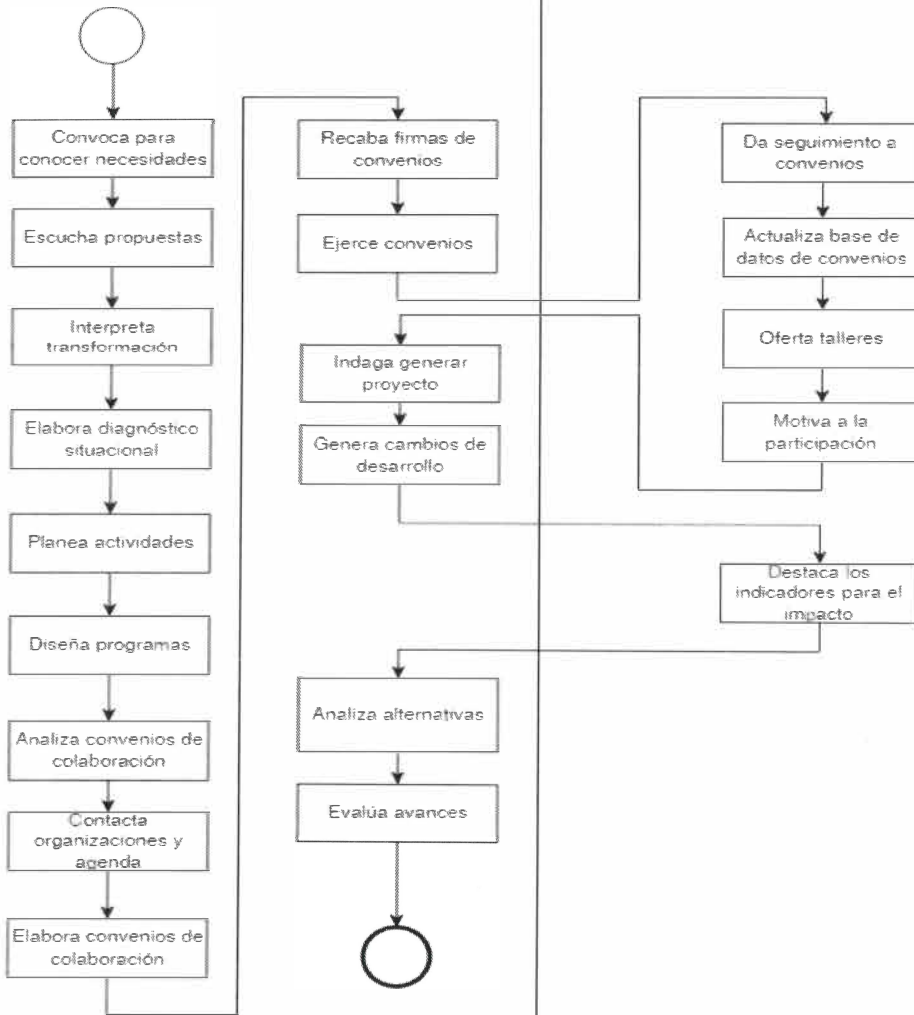 Convoca para
conocer necesidades
Escucha propuestas
Interpreta
transformación
Elabora diagnóstico
situacional
Planea actividades
Diseña programas
Analiza convenios de
colaboración
Contacta
organizaciones y
agenda
Elabora convenios de
colaboración
Recaba firmas de
convenios
Ejerce convenios
Da seguimiento a
convenios
Actualiza base de
datos de convenios
Oferta talleres
Motiva a la
participación
Indaga generar
proyecto
Genera cambios de
desarrollo
Destaca los
indicadores para el
impacto
Analiza alternativas
Evalúa avances